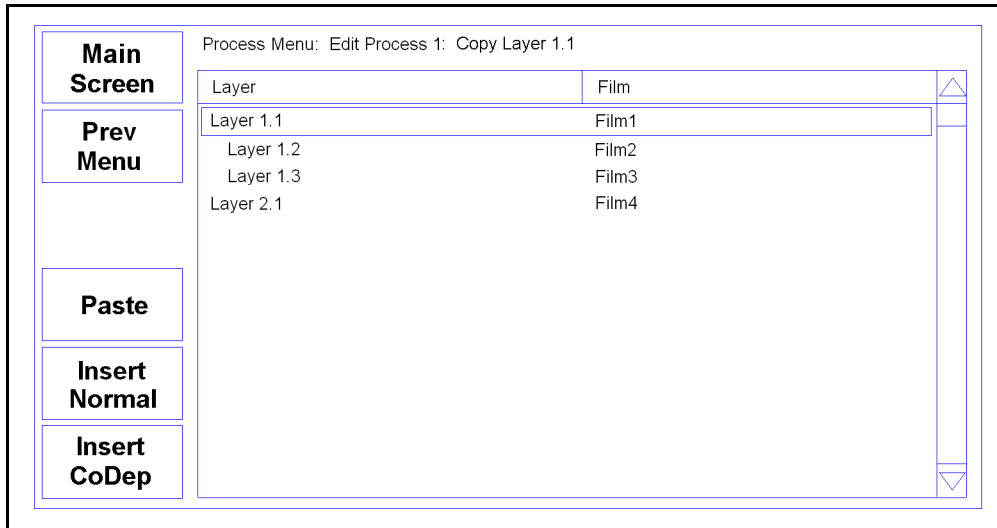 Process Menu: Edit Process 1: Copy Layer 1.1
Main
Screen
Prev
Menu
Paste
Insert
Normal
Insert
CoDep
Layer Film
Layer 1.1 Film1
Layer 1.2 Film2
Layer 1.3 Film3
Layer 2.1 Film4